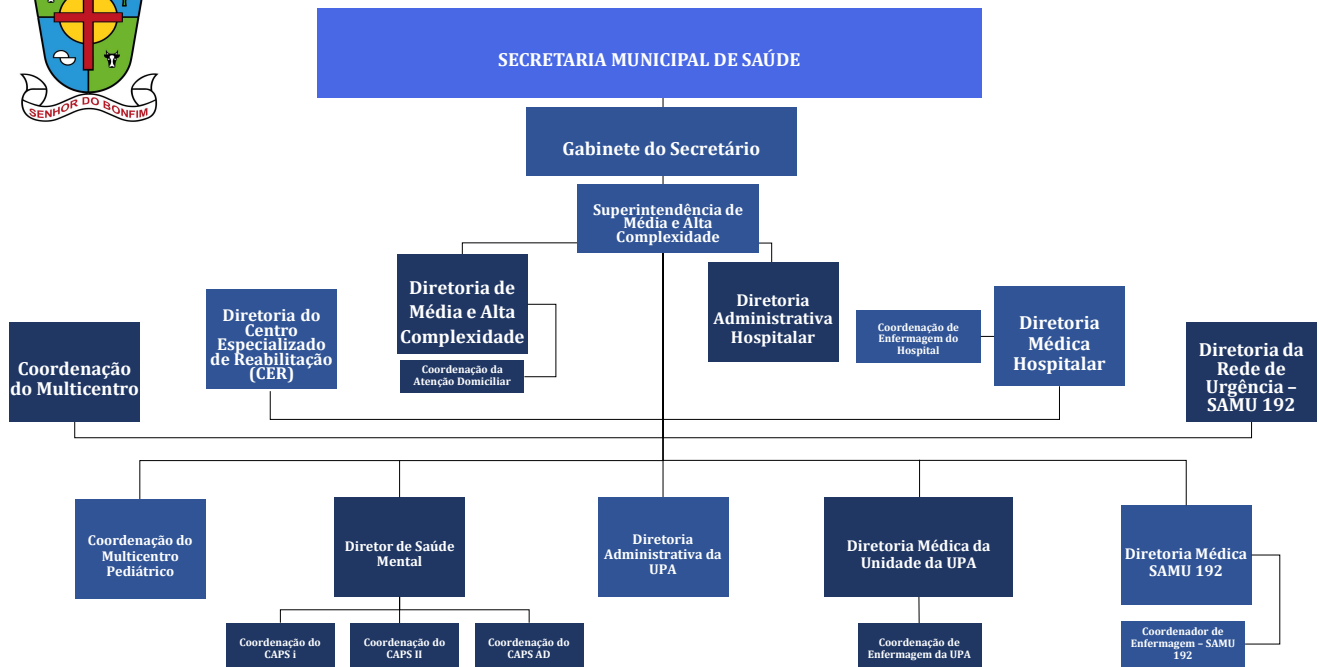 SENHOR DO BONFIM
SECRETARIA MUNICIPAL DE SAÚDE
Gabinete do Secretário
Superintendência de
Média e Alta
Complexidade
Diretoria de
Média e Alta
Complexidade
Coordenação da
Atenção Domiciliar
Diretoria
Administrativa
Hospitalar
Diretoria do
Centro
Especializado
de Reabilitação
(CER)
Coordenação de
Enfermagem do
Hospital
Diretoria
Médica
Hospitalar
Coordenação
do Multicentro
Diretoria da
Rede de
Urgência –
SAMU 192
Coordenação do
Multicentro
Pediátrico
Diretor de Saúde
Mental
Diretoria
Administrativa da
UPA
Diretoria Médica da
Unidade da UPA
Diretoria Médica
SAMU 192
Coordenação do
CAPS i
Coordenação do
CAPS II
Coordenação do
CAPS AD
Coordenação de
Enfermagem da UPA
Coordenador de
Enfermagem – SAMU
192